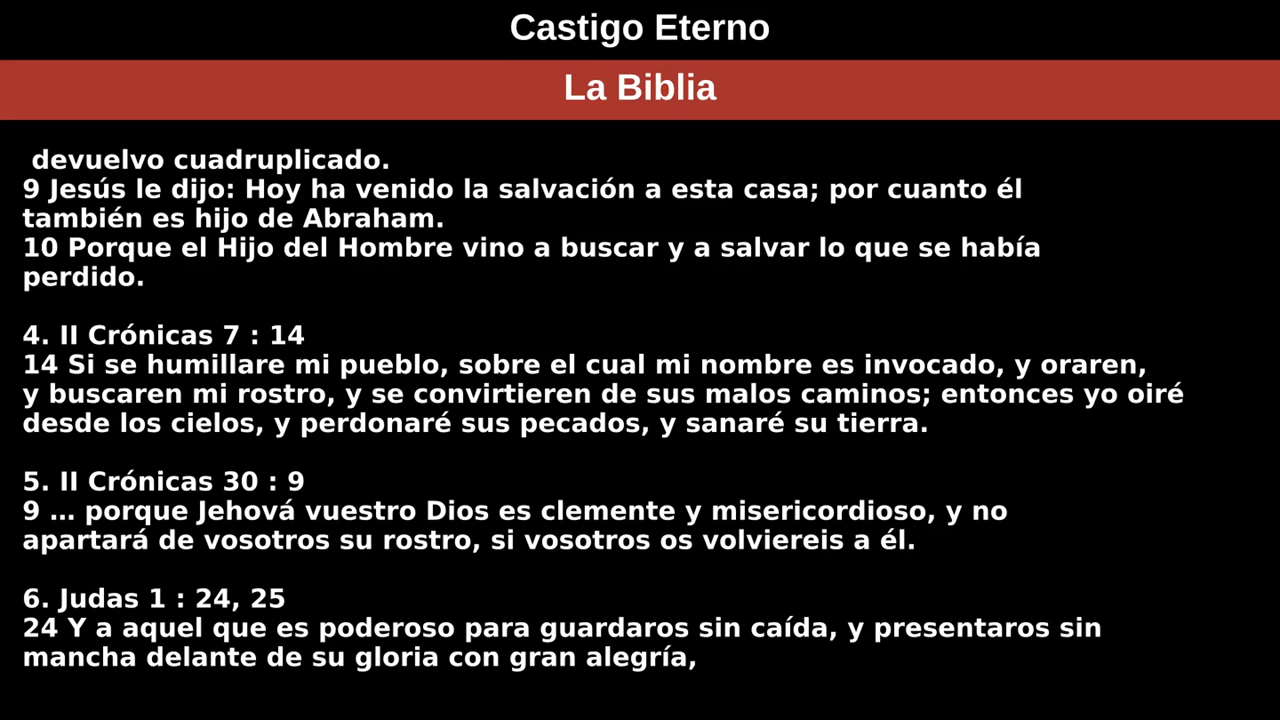 Castigo Eterno
La Biblia
devuelvo cuadruplicado.
9 Jesús le dijo: Hoy ha venido la salvación a esta casa; por cuanto él
también es hijo de Abraham.
10 Porque el Hijo del Hombre vino a buscar y a salvar lo que se había
perdido.
4. II Crónicas 7 : 14
14 Si se humillare mi pueblo, sobre el cual mi nombre es invocado, y oraren,
y buscaren mi rostro, y se convirtieren de sus malos caminos; entonces yo oiré
desde los cielos, y perdonaré sus pecados, y sanaré su tierra.
5. II Crónicas 30 : 9
9 … porque Jehová vuestro Dios es clemente y misericordioso, y no
apartará de vosotros su rostro, si vosotros os volviereis a él.
6. Judas 1 : 24, 25
24 Y a aquel que es poderoso para guardaros sin caída, y presentaros sin
mancha delante de su gloria con gran alegría,